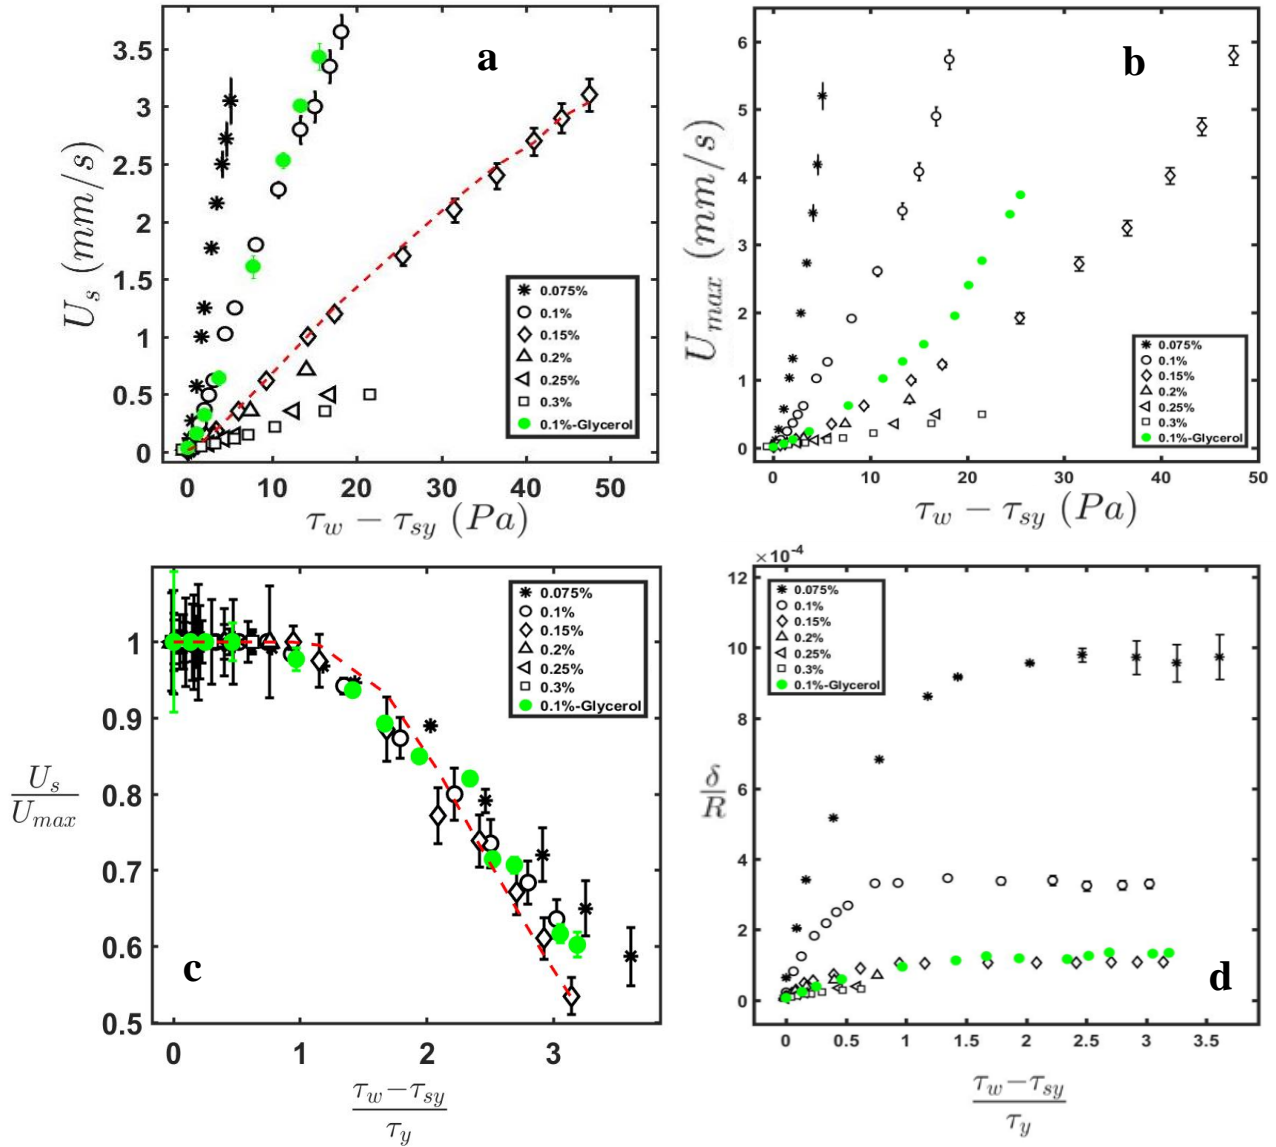 a
U_s (mm/s)
3.5
3
2.5
2
1.5
1
0.5
0
0 10 20 30 40 50
τ_w − τ_sy (Pa)
0.075%
0.1%
0.15%
0.2%
0.25%
0.3%
0.1%-Glycerol
b
U_max (mm/s)
6
5
4
3
2
1
0
0 10 20 30 40 50
τ_w − τ_sy (Pa)
0.075%
0.1%
0.15%
0.2%
0.25%
0.3%
0.1%-Glycerol
c
U_s
U_max
1
0.9
0.8
0.7
0.6
0.5
0 1 2 3
τ_w−τ_sy
τ_y
0.075%
0.1%
0.15%
0.2%
0.25%
0.3%
0.1%-Glycerol
d
×10⁻⁴
δ
R
12
10
8
6
4
2
0
0 0.5 1 1.5 2 2.5 3 3.5
τ_w−τ_sy
τ_y
0.075%
0.1%
0.15%
0.2%
0.25%
0.3%
0.1%-Glycerol